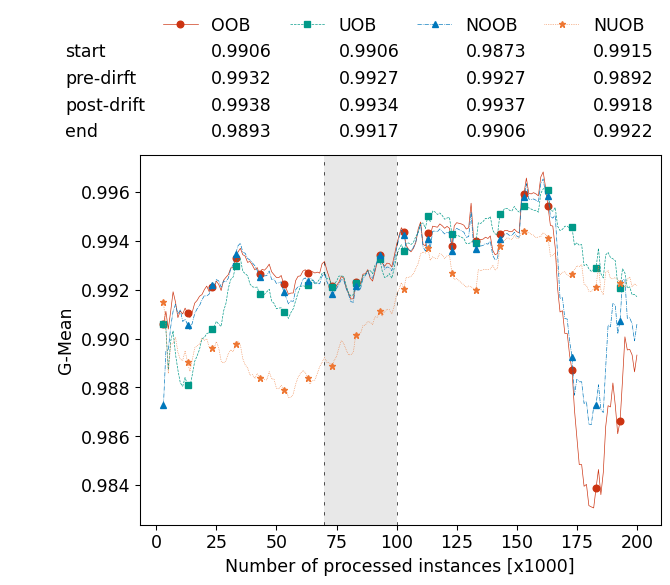 OOB UOB NOOB NUOB
start 0.9906 0.9906 0.9873 0.9915
pre-dirft 0.9932 0.9927 0.9927 0.9892
post-drift 0.9938 0.9934 0.9937 0.9918
end 0.9893 0.9917 0.9906 0.9922
0.996
0.994
0.992
0.990
0.988
0.986
0.984
G-Mean
0 25 50 75 100 125 150 175 200
Number of processed instances [x1000]